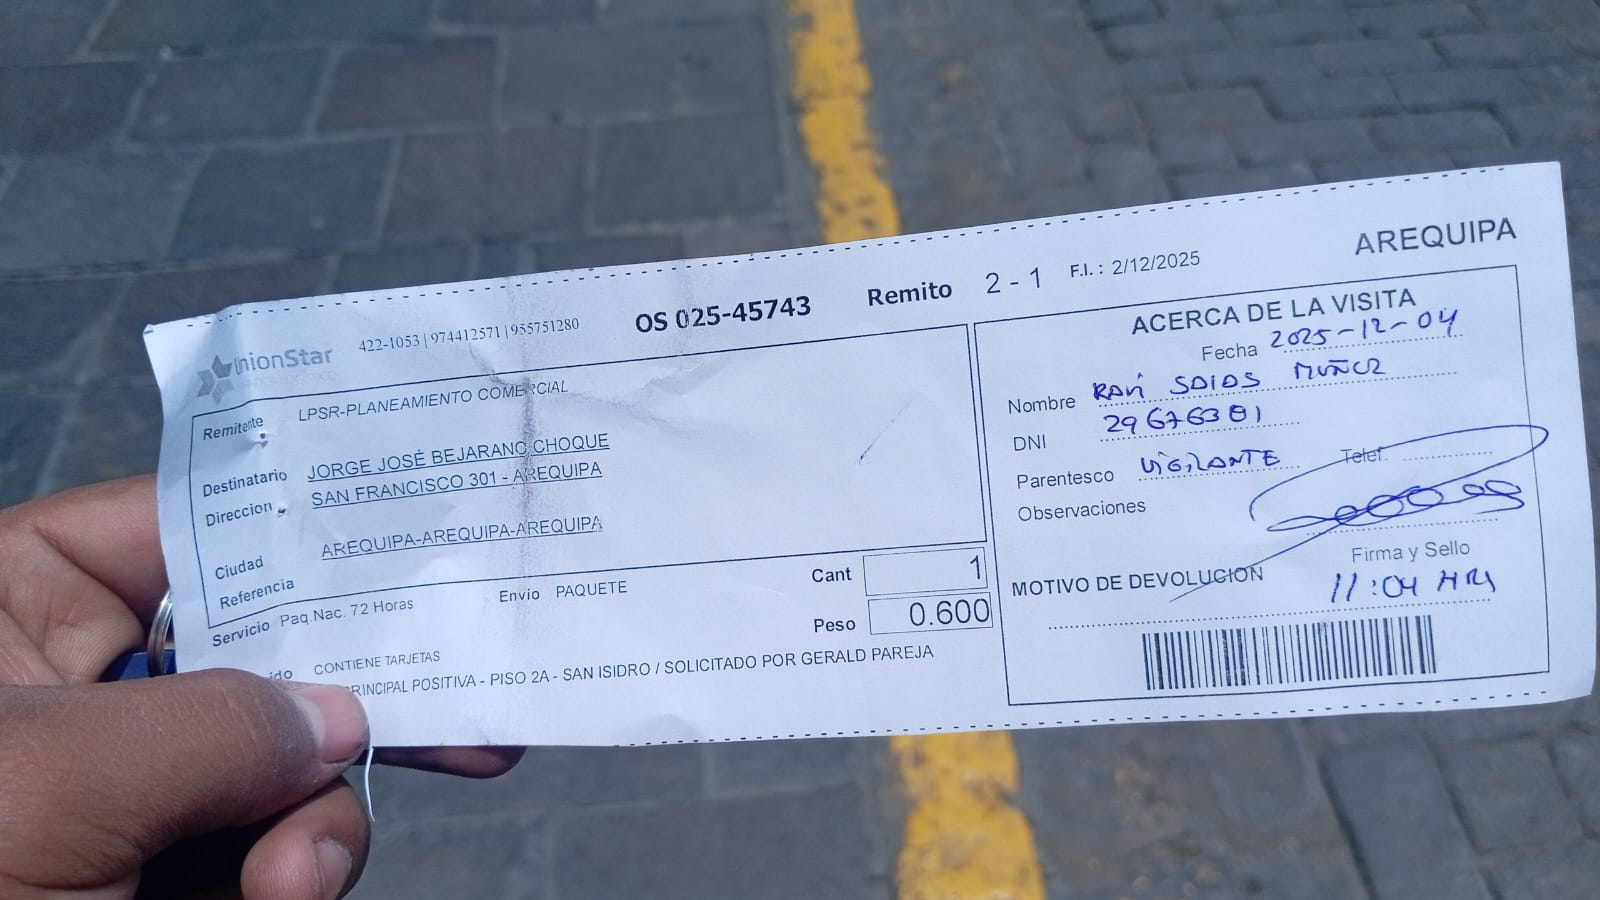 AREQUIPA
UnionStar
422-1053 | 974412571 | 955751280
OS 025-45743
Remito 2 - 1
F.I. : 2/12/2025
Remitente LPSR-PLANEAMIENTO COMERCIAL
Destinatario JORGE JOSÉ BEJARANO CHOQUE
Direccion SAN FRANCISCO 301 - AREQUIPA
Ciudad AREQUIPA-AREQUIPA-AREQUIPA
Referencia
Servicio Paq.Nac. 72 Horas
Envio PAQUETE
Cant 1
Peso 0.600
ido CONTIENE TARJETAS
RINCIPAL POSITIVA - PISO 2A - SAN ISIDRO / SOLICITADO POR GERALD PAREJA
ACERCA DE LA VISITA
Fecha 2025-12-04
Nombre MUÑOZ
DNI 29676381
Parentesco VIGILANTE Telef.
Observaciones
Firma y Sello
MOTIVO DE DEVOLUCION 11:04 HRS